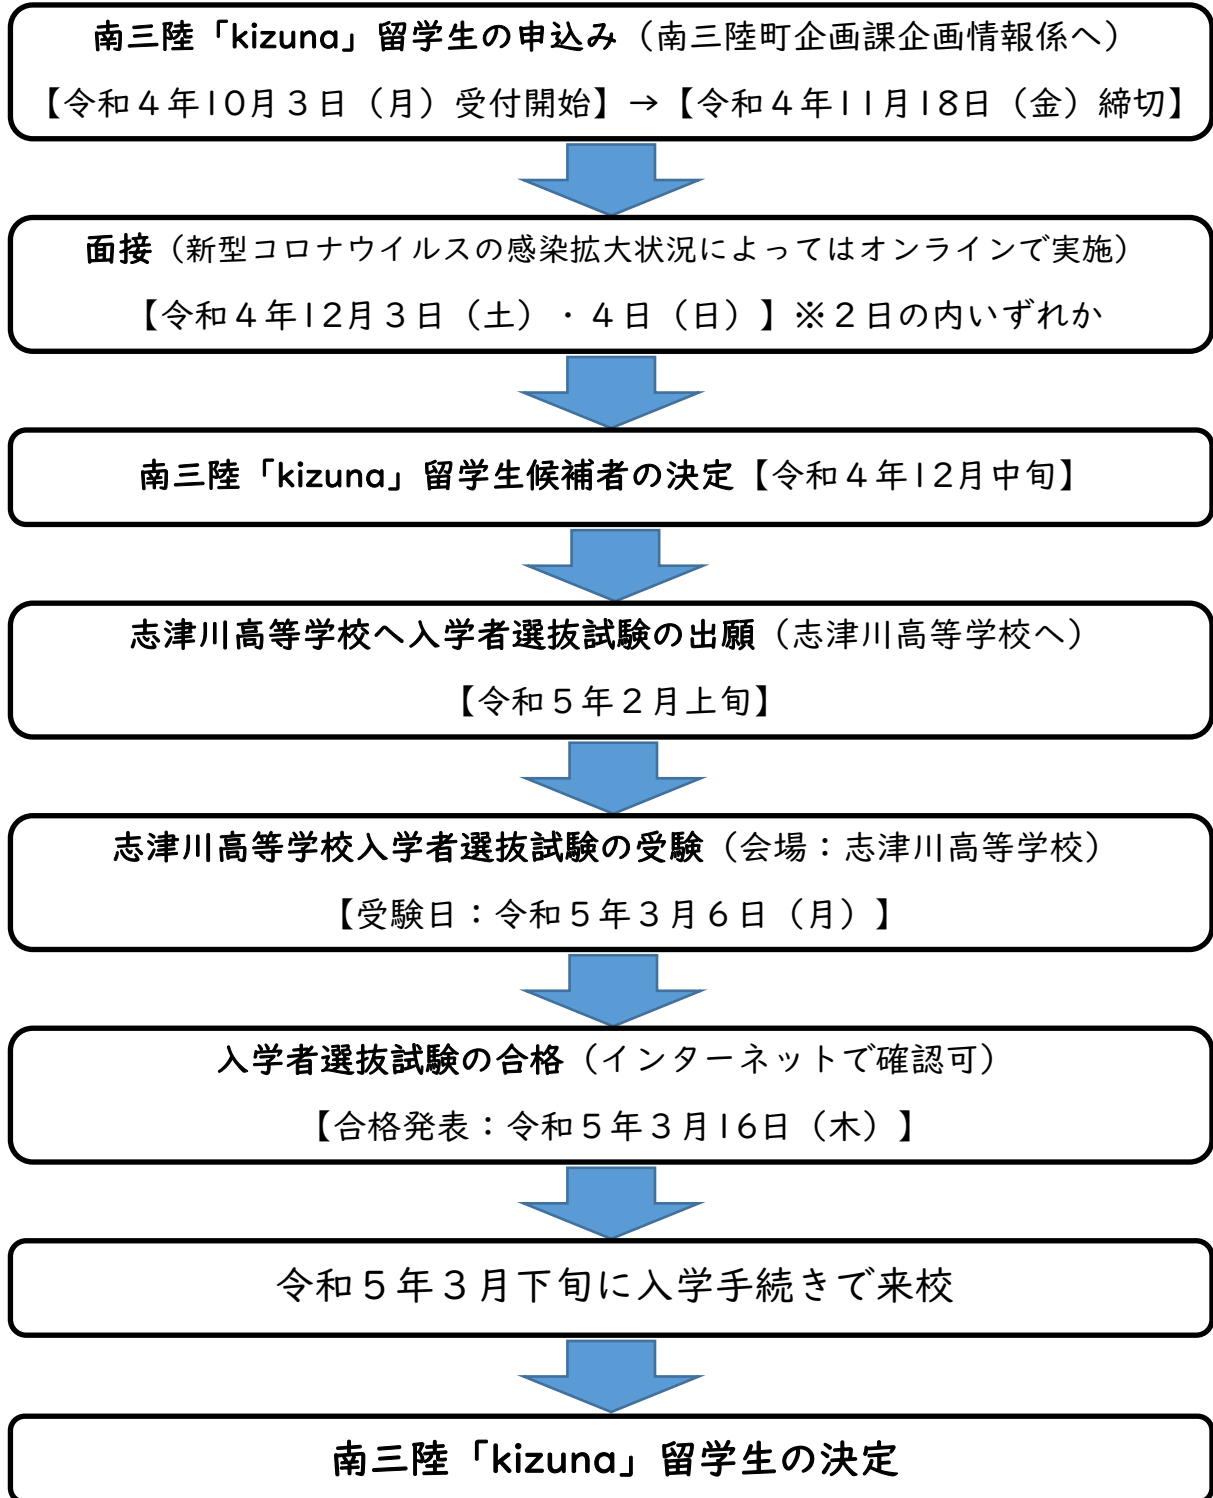 南三陸「kizuna」留学生の申込み（南三陸町企画課企画情報係へ）
【令和４年10月３日（月）受付開始】→【令和４年11月18日（金）締切】
面接（新型コロナウイルスの感染拡大状況によってはオンラインで実施）
【令和４年12月３日（土）・４日（日）】※２日の内いずれか
南三陸「kizuna」留学生候補者の決定【令和４年12月中旬】
志津川高等学校へ入学者選抜試験の出願（志津川高等学校へ）
【令和５年２月上旬】
志津川高等学校入学者選抜試験の受験（会場：志津川高等学校）
【受験日：令和５年３月６日（月）】
入学者選抜試験の合格（インターネットで確認可）
【合格発表：令和５年３月16日（木）】
令和５年３月下旬に入学手続きで来校
南三陸「kizuna」留学生の決定